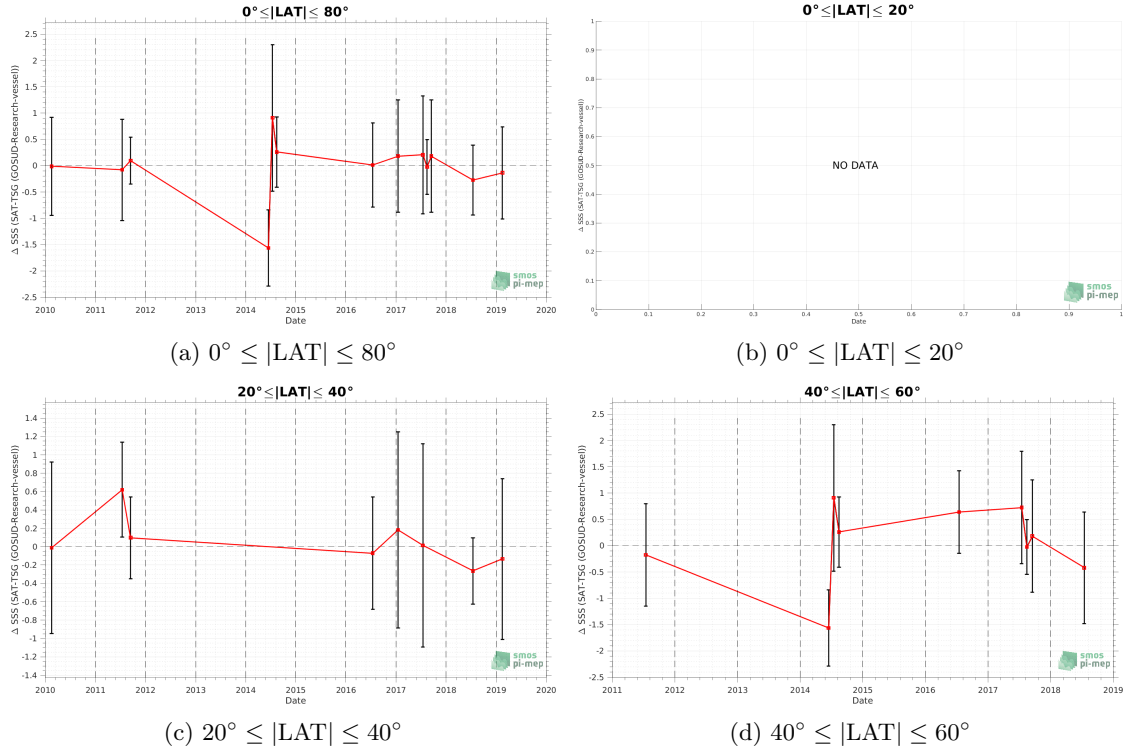 0°≤|LAT|≤ 80°
Δ SSS (SAT-TSG (GOSUD-Research-vessel))
2.5
2
1.5
1
0.5
0
-0.5
-1
-1.5
-2
-2.5
2010 2011 2012 2013 2014 2015 2016 2017 2018 2019 2020
Date
smos
pi-mep
(a) 0° ≤ |LAT| ≤ 80°
0°≤|LAT|≤ 20°
Δ SSS (SAT-TSG (GOSUD-Research-vessel))
1
0.9
0.8
0.7
0.6
0.5
0.4
0.3
0.2
0.1
0
NO DATA
0 0.1 0.2 0.3 0.4 0.5 0.6 0.7 0.8 0.9 1
Date
smos
pi-mep
(b) 0° ≤ |LAT| ≤ 20°
20°≤|LAT|≤ 40°
Δ SSS (SAT-TSG (GOSUD-Research-vessel))
1.4
1.2
1
0.8
0.6
0.4
0.2
0
-0.2
-0.4
-0.6
-0.8
-1
-1.2
-1.4
2010 2011 2012 2013 2014 2015 2016 2017 2018 2019 2020
Date
smos
pi-mep
(c) 20° ≤ |LAT| ≤ 40°
40°≤|LAT|≤ 60°
Δ SSS (SAT-TSG (GOSUD-Research-vessel))
2.5
2
1.5
1
0.5
0
-0.5
-1
-1.5
-2
-2.5
2011 2012 2013 2014 2015 2016 2017 2018 2019
Date
smos
pi-mep
(d) 40° ≤ |LAT| ≤ 60°